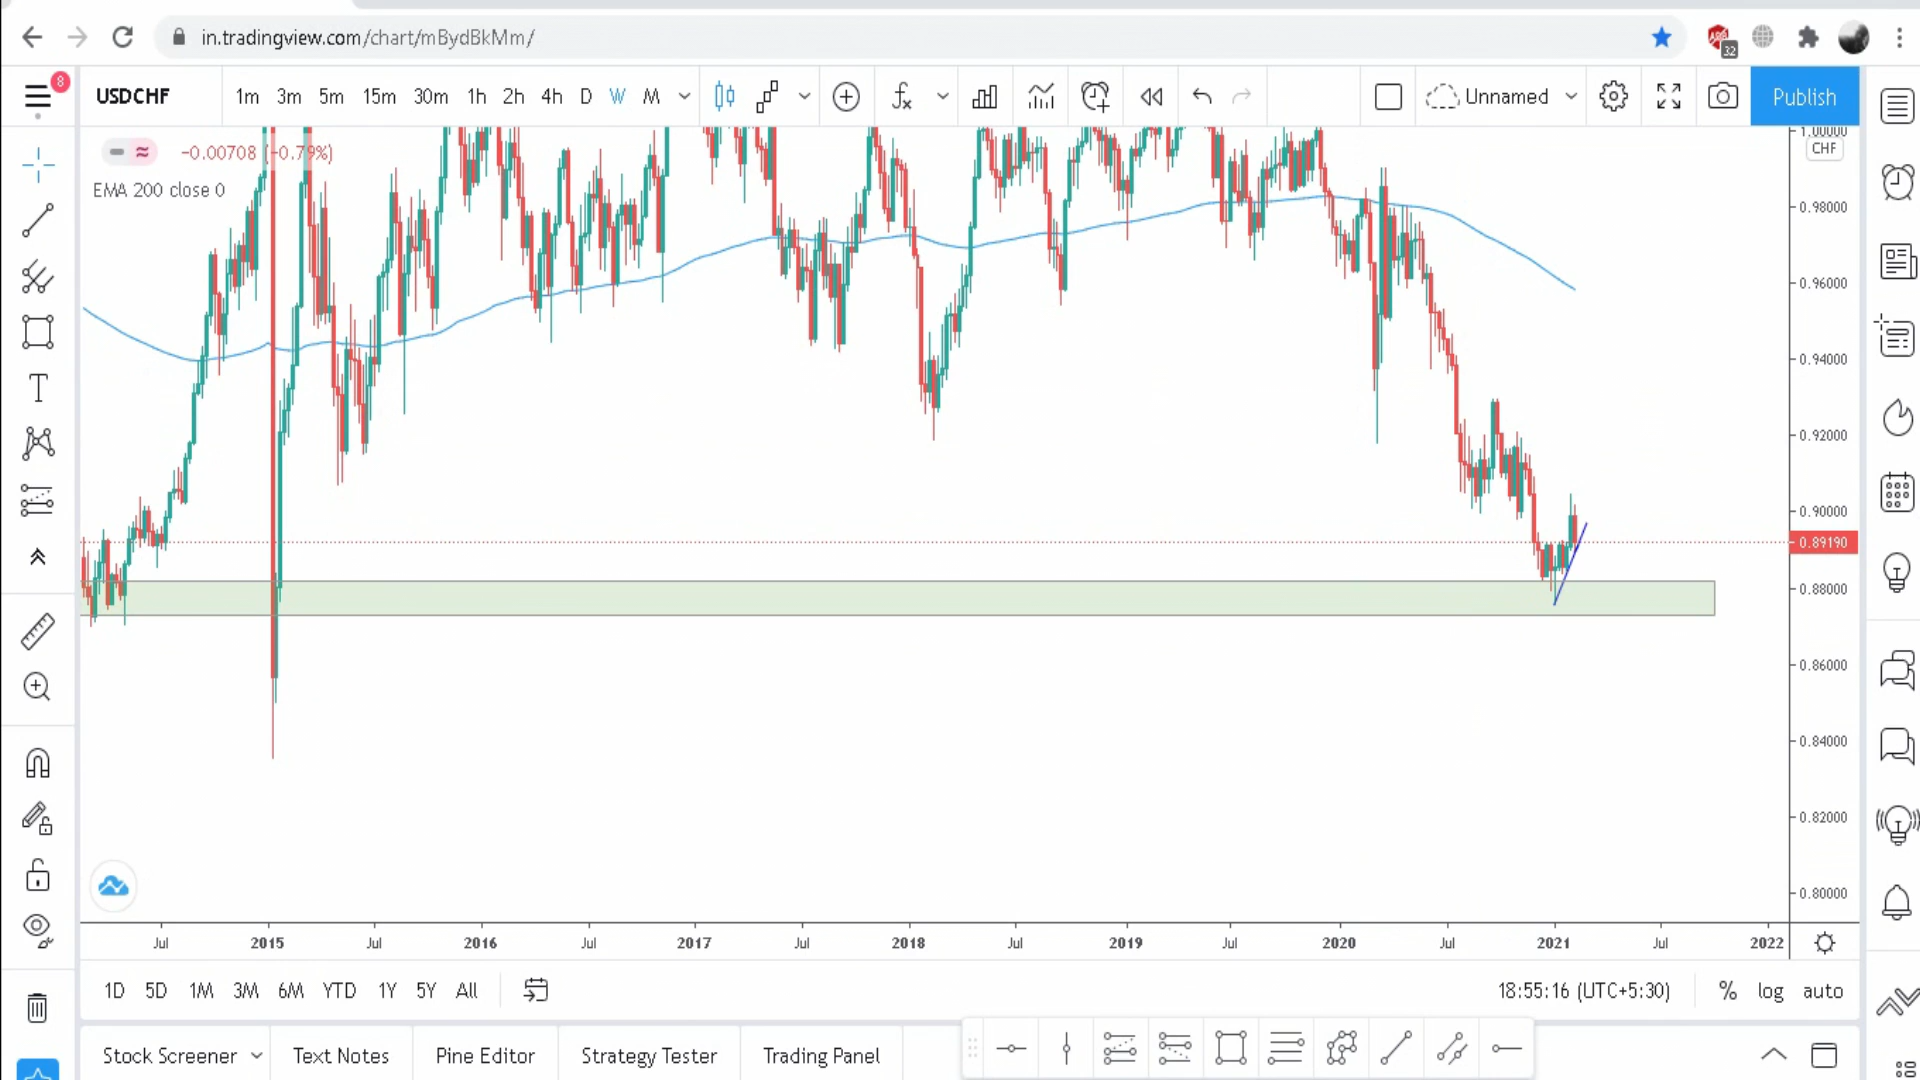 in.tradingview.com/chart/mBydBkMm/
32
8
USDCHF
1m 3m 5m 15m 30m 1h 2h 4h D W M
Unnamed
Publish
−0.00708 (−0.79%)
EMA 200 close 0
1.00000
CHF
0.98000
0.96000
0.94000
0.92000
0.90000
0.89190
0.88000
0.86000
0.84000
0.82000
0.80000
Jul 2015 Jul 2016 Jul 2017 Jul 2018 Jul 2019 Jul 2020 Jul 2021 Jul 2022
1D 5D 1M 3M 6M YTD 1Y 5Y All
18:55:16 (UTC+5:30) % log auto
Stock Screener Text Notes Pine Editor Strategy Tester Trading Panel